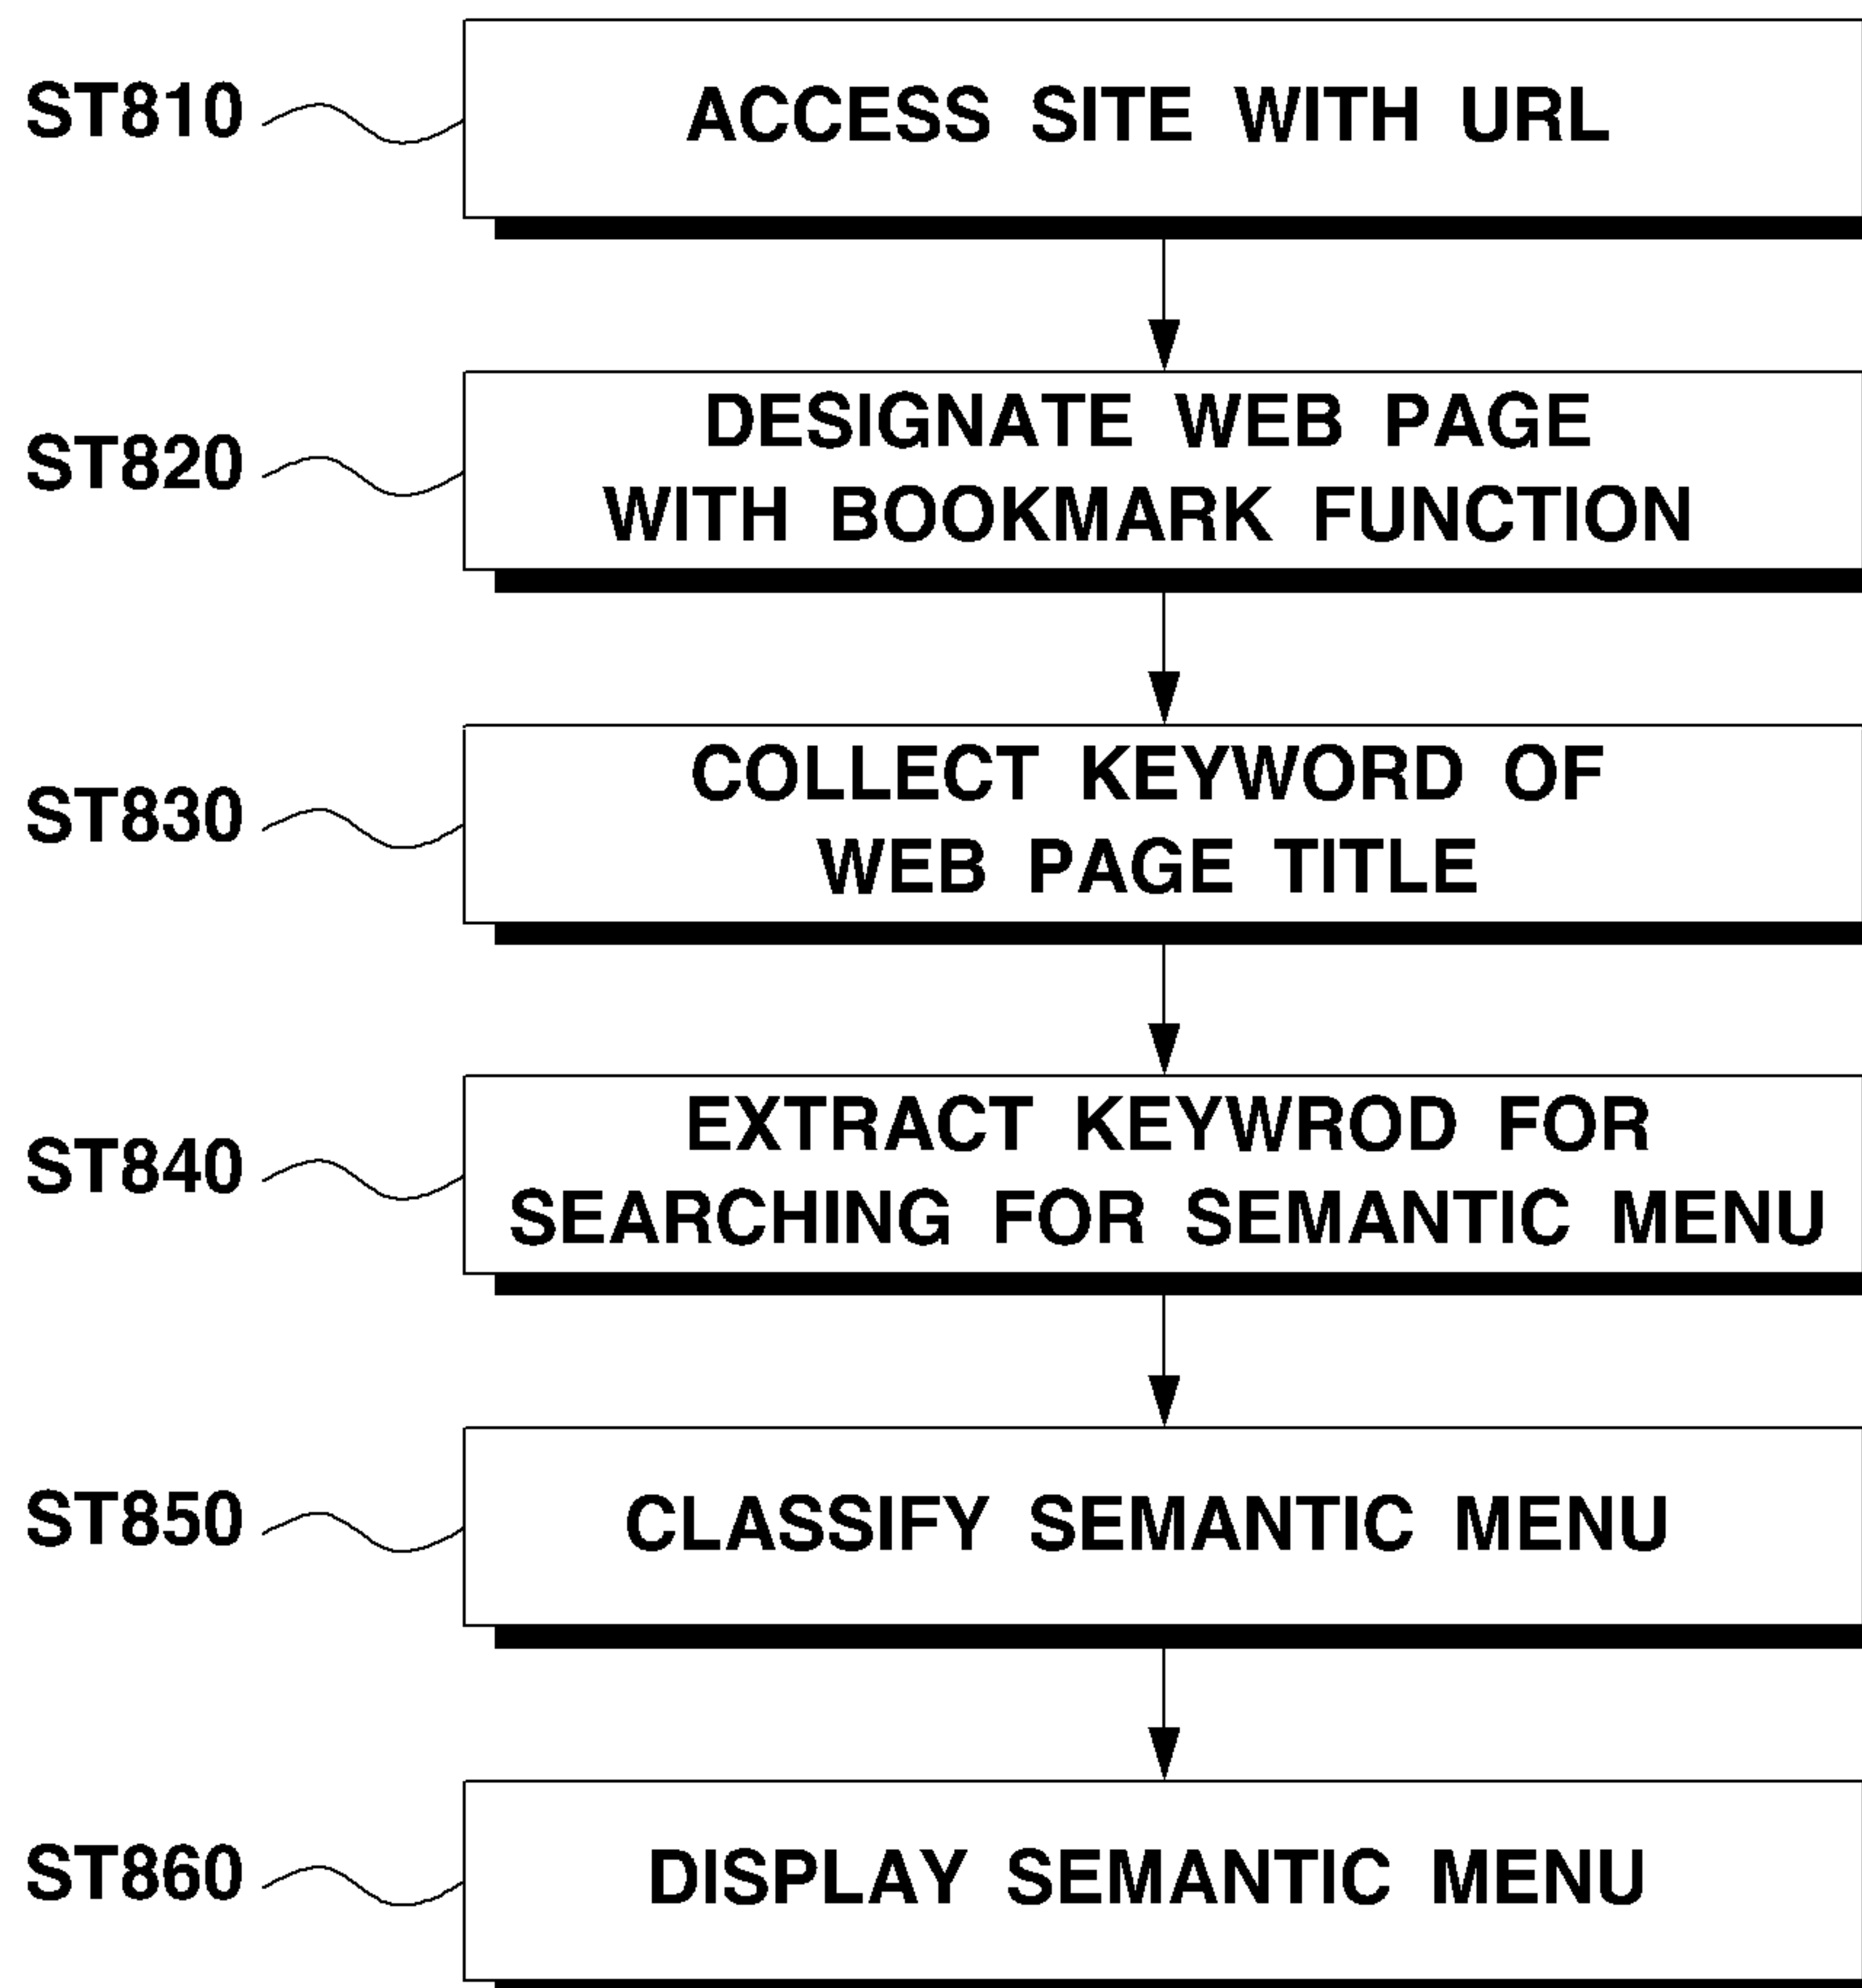 ST810
ACCESS SITE WITH URL
ST820
DESIGNATE WEB PAGE
WITH BOOKMARK FUNCTION
ST830
COLLECT KEYWORD OF
WEB PAGE TITLE
ST840
EXTRACT KEYWROD FOR
SEARCHING FOR SEMANTIC MENU
ST850
CLASSIFY SEMANTIC MENU
ST860
DISPLAY SEMANTIC MENU